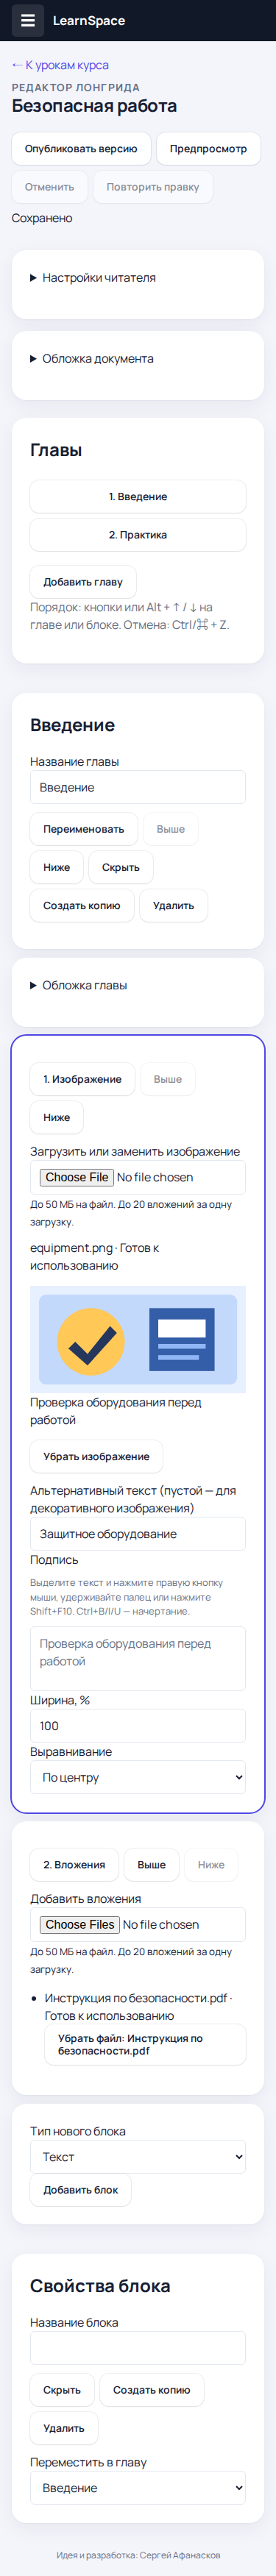 LearnSpace
← К урокам курса
РЕДАКТОР ЛОНГРИДА
Безопасная работа
Опубликовать версию Предпросмотр
Отменить Повторить правку
Сохранено
Настройки читателя
Обложка документа
Главы
1. Введение
2. Практика
Добавить главу
Порядок: кнопки или Alt + ↑ / ↓ на
главе или блоке. Отмена: Ctrl/⌘ + Z.
Введение
Название главы
Введение
Переименовать Выше
Ниже Скрыть
Создать копию Удалить
Обложка главы
1. Изображение Выше
Ниже
Загрузить или заменить изображение
Choose File No file chosen
До 50 МБ на файл. До 20 вложений за одну
загрузку.
equipment.png · Готов к
использованию
Проверка оборудования перед
работой
Убрать изображение
Альтернативный текст (пустой — для
декоративного изображения)
Защитное оборудование
Подпись
Выделите текст и нажмите правую кнопку
мыши, удерживайте палец или нажмите
Shift+F10. Ctrl+B/I/U — начертание.
Проверка оборудования перед
работой
Ширина, %
100
Выравнивание
По центру
2. Вложения Выше Ниже
Добавить вложения
Choose Files No file chosen
До 50 МБ на файл. До 20 вложений за одну
загрузку.
Инструкция по безопасности.pdf ·
Готов к использованию
Убрать файл: Инструкция по
безопасности.pdf
Тип нового блока
Текст
Добавить блок
Свойства блока
Название блока
Скрыть Создать копию
Удалить
Переместить в главу
Введение
Идея и разработка: Сергей Афанасков